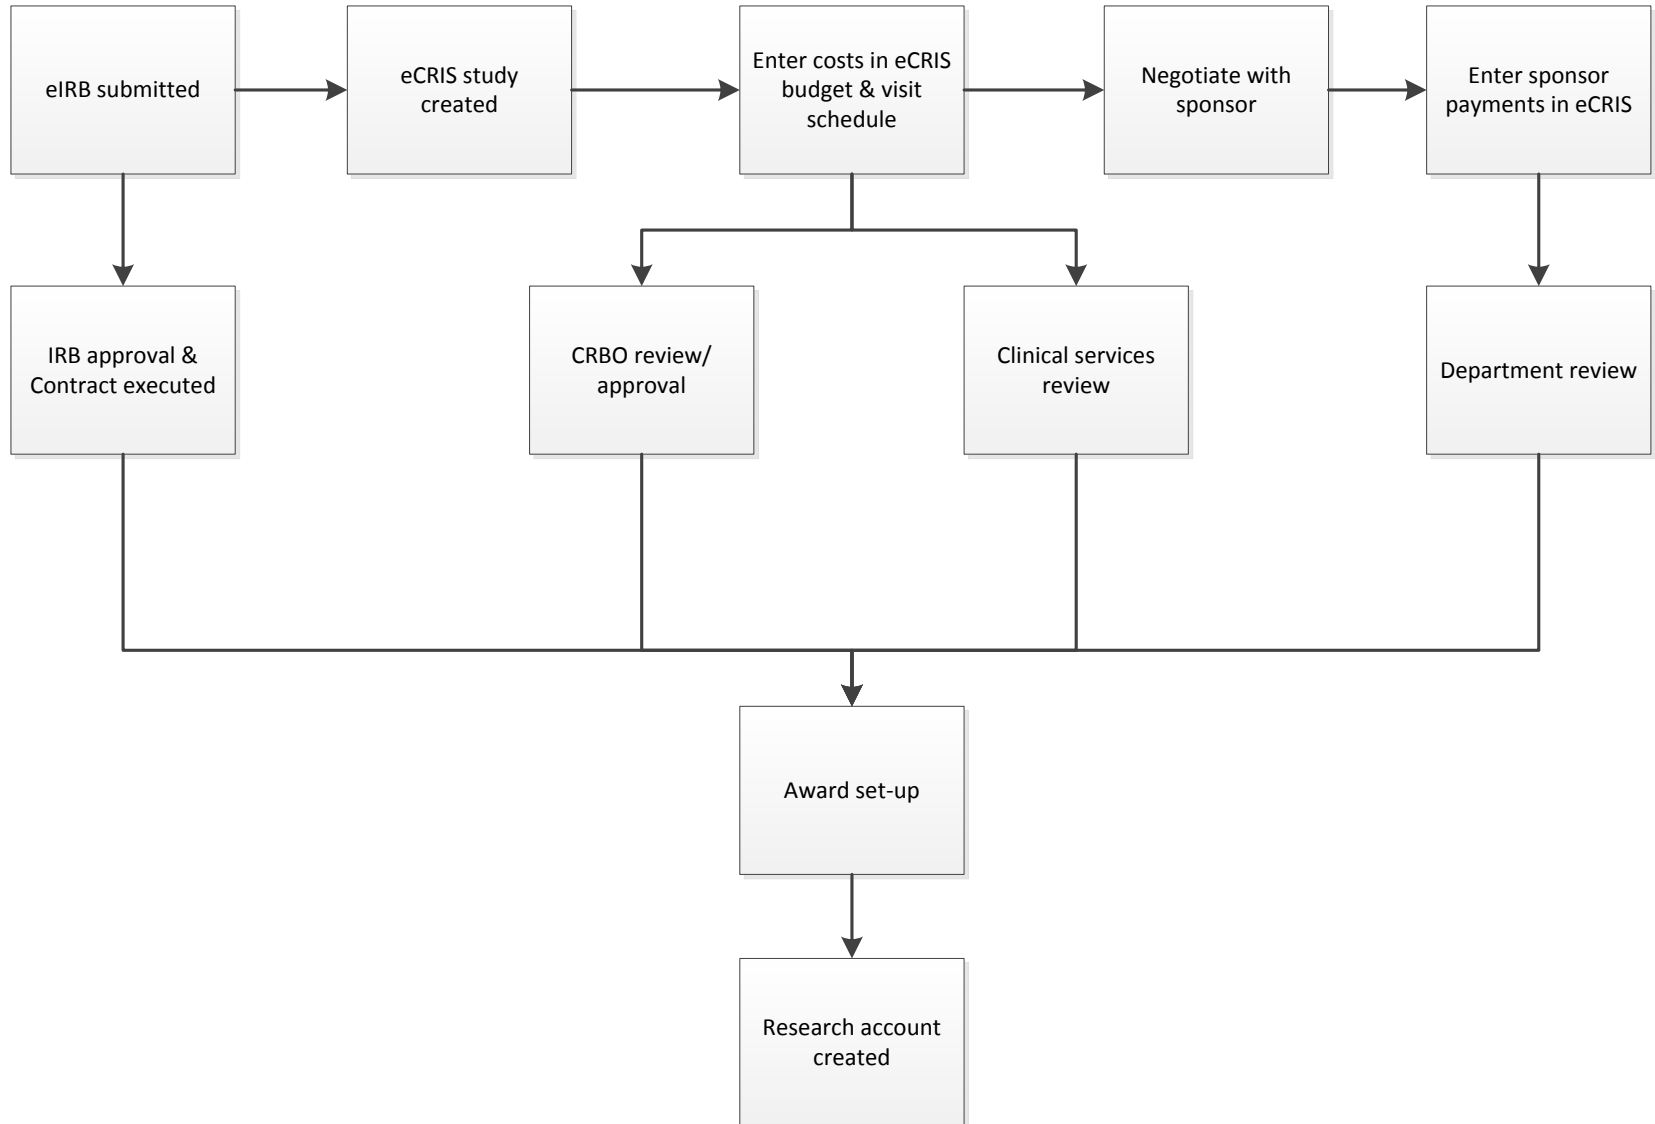 eIRB submitted
eCRIS study
created
Enter costs in eCRIS
budget & visit
schedule
Negotiate with
sponsor
Enter sponsor
payments in eCRIS
IRB approval &
Contract executed
CRBO review/
approval
Clinical services
review
Department review
Award set-up
Research account
created